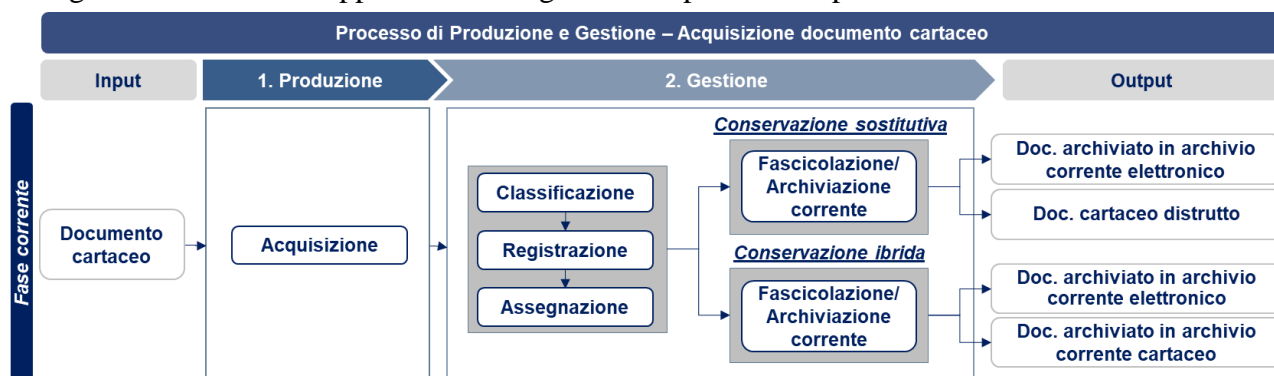 Processo di Produzione e Gestione – Acquisizione documento cartaceo
Input
1. Produzione
2. Gestione
Output
Fase corrente
Documento
cartaceo
Acquisizione
Classificazione
Registrazione
Assegnazione
Conservazione sostitutiva
Fascicolazione/
Archiviazione
corrente
Conservazione ibrida
Fascicolazione/
Archiviazione
corrente
Doc. archiviato in archivio
corrente elettronico
Doc. cartaceo distrutto
Doc. archiviato in archivio
corrente elettronico
Doc. archiviato in archivio
corrente cartaceo